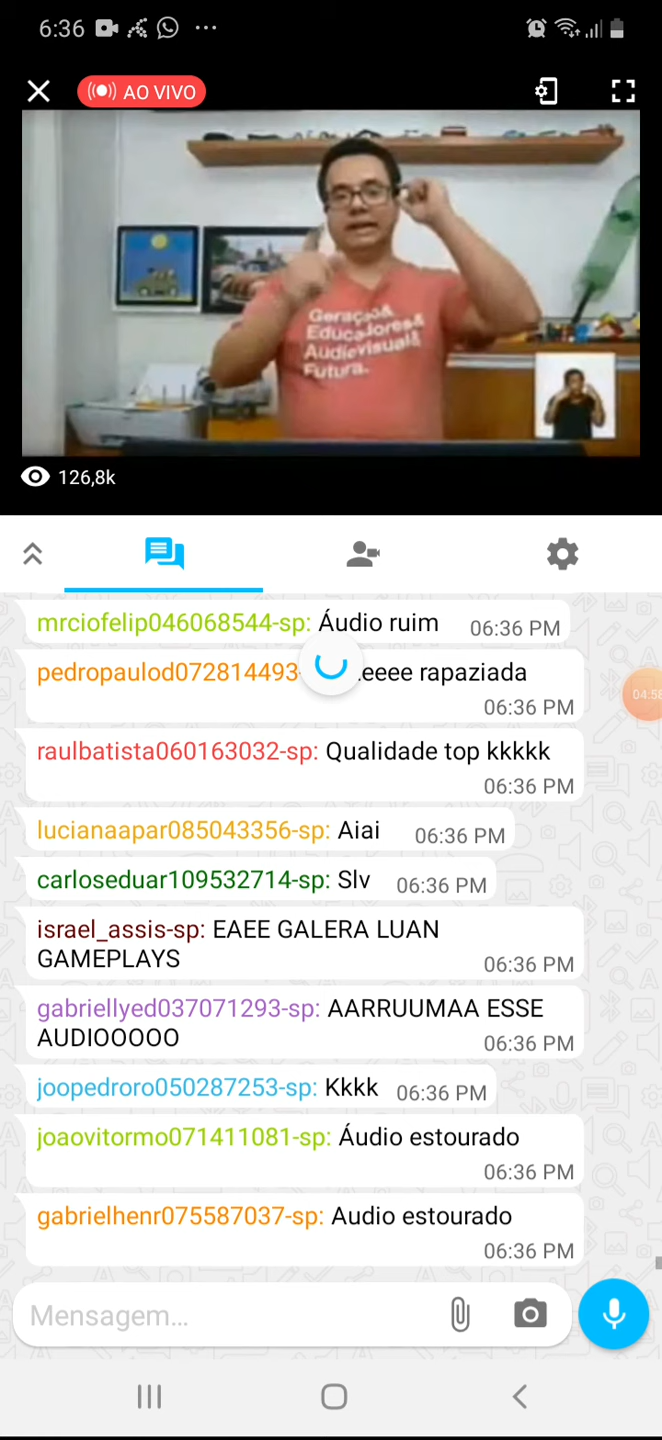 6:36
AO VIVO
Geração&
Educadores&
Audiovisual&
Futura.
126,8k
mrciofelip046068544-sp: Áudio ruim 06:36 PM
pedropaulod072814493 eeee rapaziada
06:36 PM
04:58
raulbatista060163032-sp: Qualidade top kkkkk
06:36 PM
lucianaapar085043356-sp: Aiai 06:36 PM
carloseduar109532714-sp: Slv 06:36 PM
israel_assis-sp: EAEE GALERA LUAN
GAMEPLAYS 06:36 PM
gabriellyed037071293-sp: AARRUUMAA ESSE
AUDIOOOOO 06:36 PM
joopedroro050287253-sp: Kkkk 06:36 PM
joaovitormo071411081-sp: Áudio estourado
06:36 PM
gabrielhenr075587037-sp: Audio estourado
06:36 PM
Mensagem...